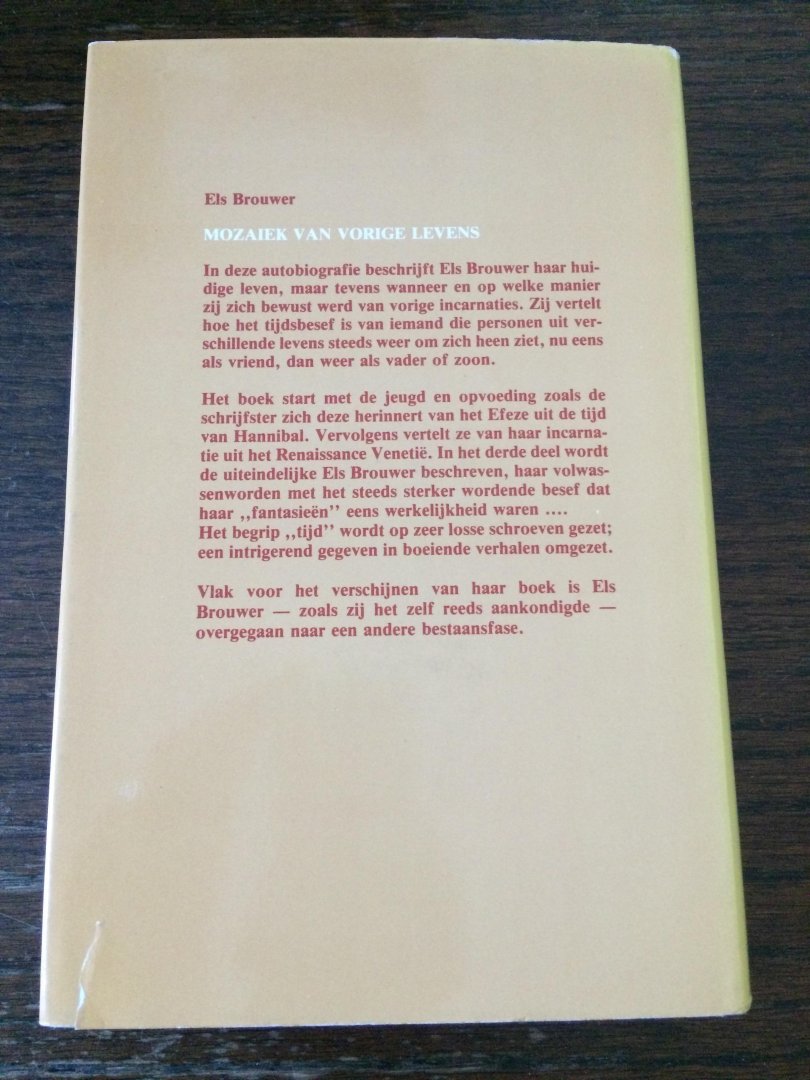 Els Brouwer
MOZAIEK VAN VORIGE LEVENS
In deze autobiografie beschrijft Els Brouwer haar hui-
dige leven, maar tevens wanneer en op welke manier
zij zich bewust werd van vorige incarnaties. Zij vertelt
hoe het tijdsbesef is van iemand die personen uit ver-
schillende levens steeds weer om zich heen ziet, nu eens
als vriend, dan weer als vader of zoon.
Het boek start met de jeugd en opvoeding zoals de
schrijfster zich deze herinnert van het Efeze uit de tijd
van Hannibal. Vervolgens vertelt ze van haar incarna-
tie uit het Renaissance Venetië. In het derde deel wordt
de uiteindelijke Els Brouwer beschreven, haar volwas-
senworden met het steeds sterker wordende besef dat
haar ,,fantasieën" eens werkelijkheid waren ....
Het begrip ,,tijd" wordt op zeer losse schroeven gezet;
een intrigerend gegeven in boeiende verhalen omgezet.
Vlak voor het verschijnen van haar boek is Els
Brouwer — zoals zij het zelf reeds aankondigde —
overgegaan naar een andere bestaansfase.